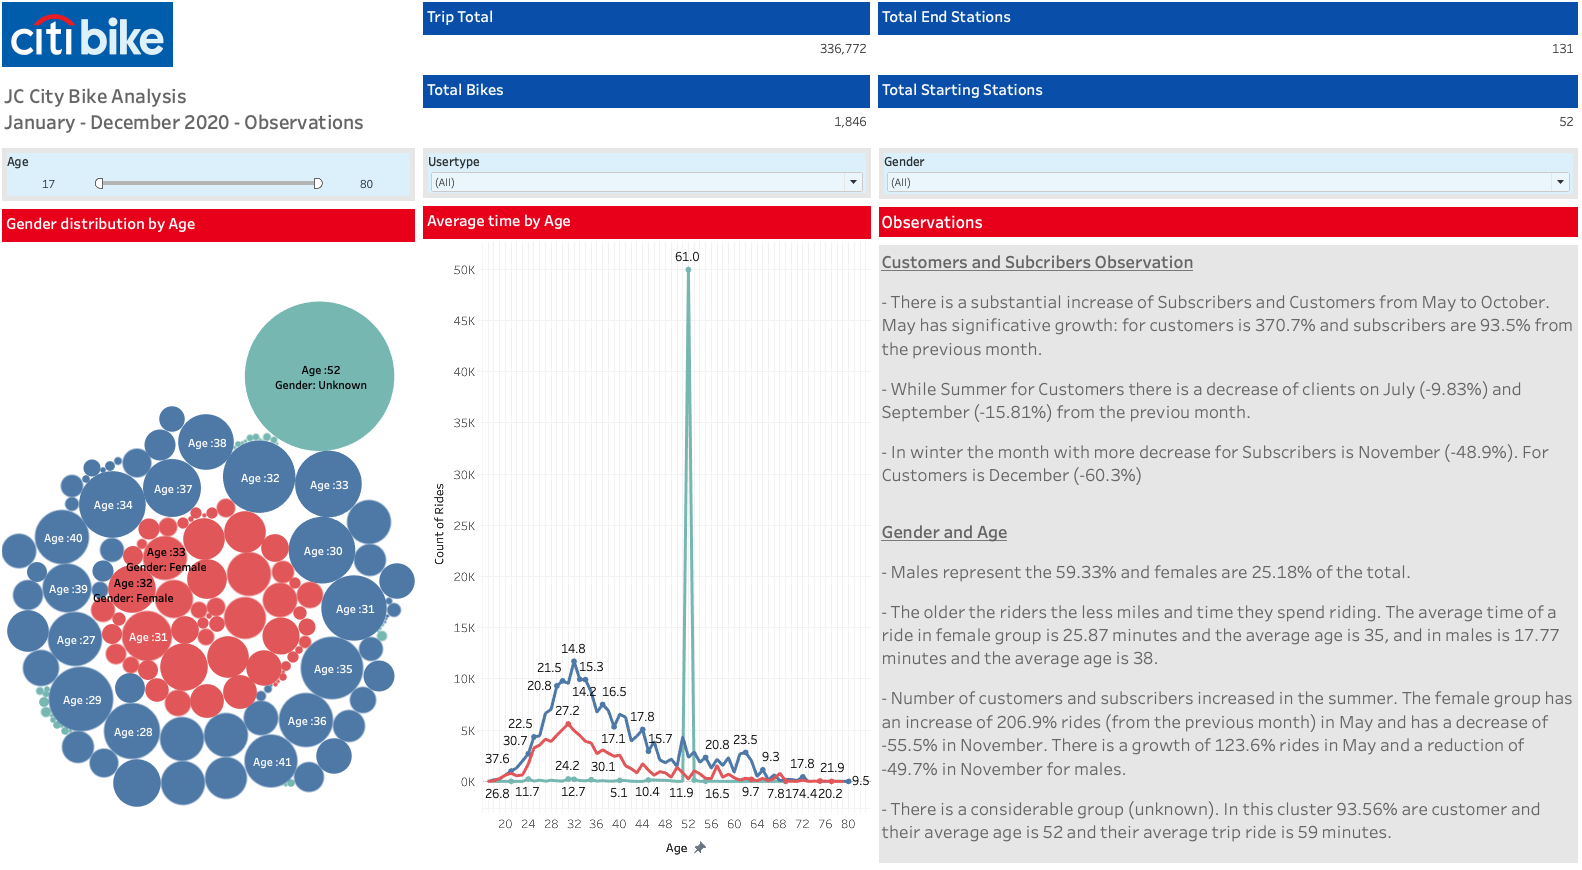 citi bike
JC City Bike Analysis
January - December 2020 - Observations
Trip Total
336,772
Total End Stations
131
Total Bikes
1,846
Total Starting Stations
52
Age
17
80
Usertype
(All)
Gender
(All)
Gender distribution by Age
Age :52
Gender: Unknown
Age :38
Age :32
Age :33
Age :37
Age :34
Age :40
Age :33
Gender: Female
Age :30
Age :39
Age :32
Gender: Female
Age :31
Age :27
Age :31
Age :35
Age :29
Age :28
Age :36
Age :41
Average time by Age
Count of Rides
50K
45K
40K
35K
30K
25K
20K
15K
10K
5K
0K
61.0
14.8
21.5
15.3
20.8
14.2
16.5
27.2
22.5
17.8
30.7
17.1
15.7
20.8
23.5
37.6
24.2
30.1
9.3
17.8
21.9
9.5
26.8
11.7
12.7
5.1
10.4
11.9
16.5
9.7
7.8
174.4
20.2
20
24
28
32
36
40
44
48
52
56
60
64
68
72
76
80
Age
Observations
Customers and Subcribers Observation
- There is a substantial increase of Subscribers and Customers from May to October.
May has significative growth: for customers is 370.7% and subscribers are 93.5% from
the previous month.
- While Summer for Customers there is a decrease of clients on July (-9.83%) and
September (-15.81%) from the previou month.
- In winter the month with more decrease for Subscribers is November (-48.9%). For
Customers is December (-60.3%)
Gender and Age
- Males represent the 59.33% and females are 25.18% of the total.
- The older the riders the less miles and time they spend riding. The average time of a
ride in female group is 25.87 minutes and the average age is 35, and in males is 17.77
minutes and the average age is 38.
- Number of customers and subscribers increased in the summer. The female group has
an increase of 206.9% rides (from the previous month) in May and has a decrease of
-55.5% in November. There is a growth of 123.6% rides in May and a reduction of
-49.7% in November for males.
- There is a considerable group (unknown). In this cluster 93.56% are customer and
their average age is 52 and their average trip ride is 59 minutes.